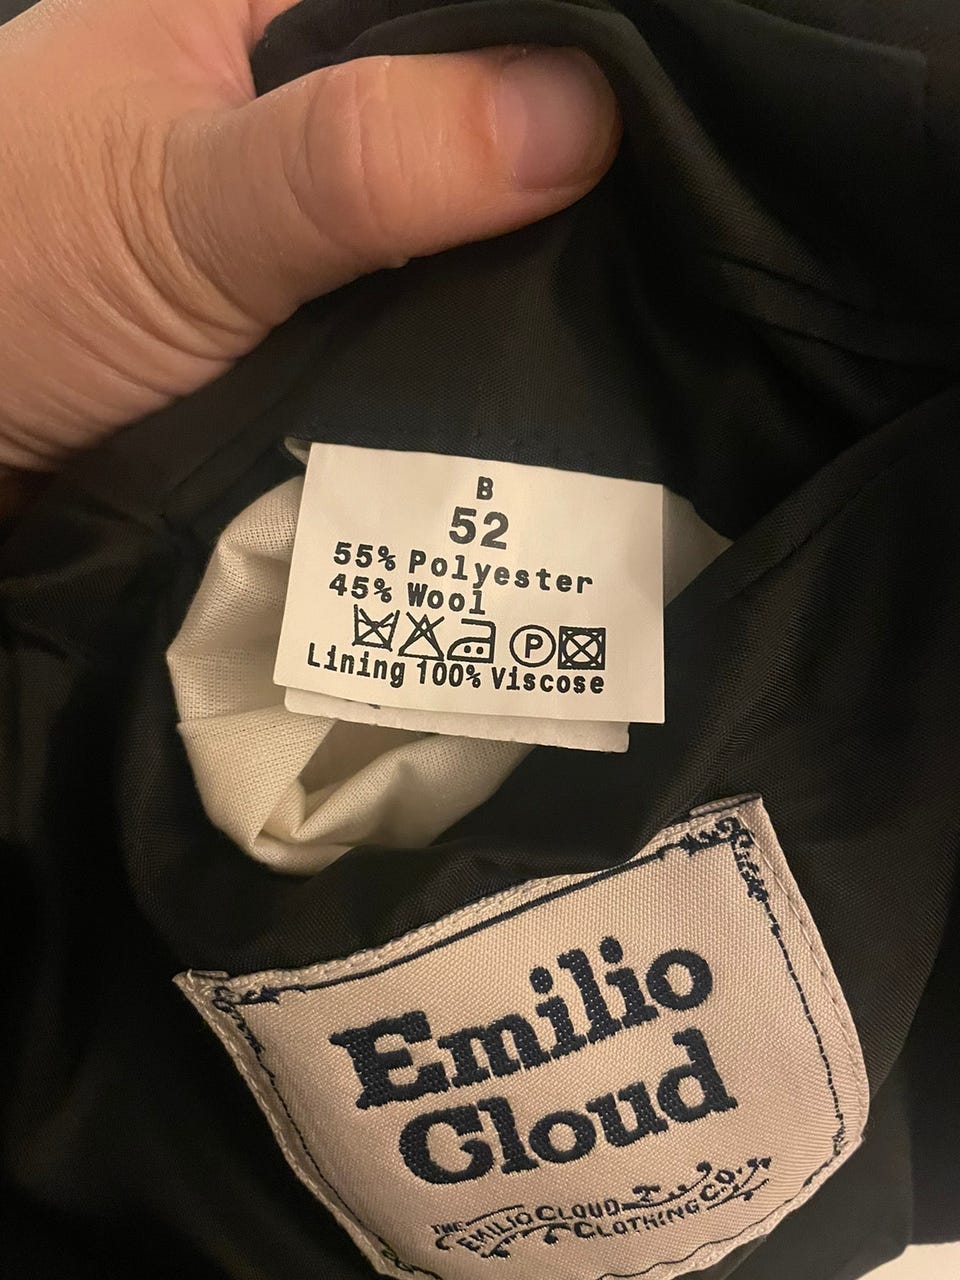 B
52
55% Polyester
45% Wool
P
Lining 100% Viscose
Emilio
Cloud
THE
EMILIO CLOUD
CLOTHING CO.